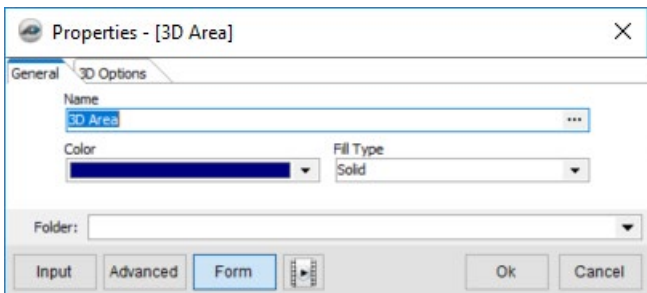 Properties - [3D Area]
General 3D Options
Name
3D Area ...
Color Fill Type
Solid
Folder:
Input Advanced Form Ok Cancel